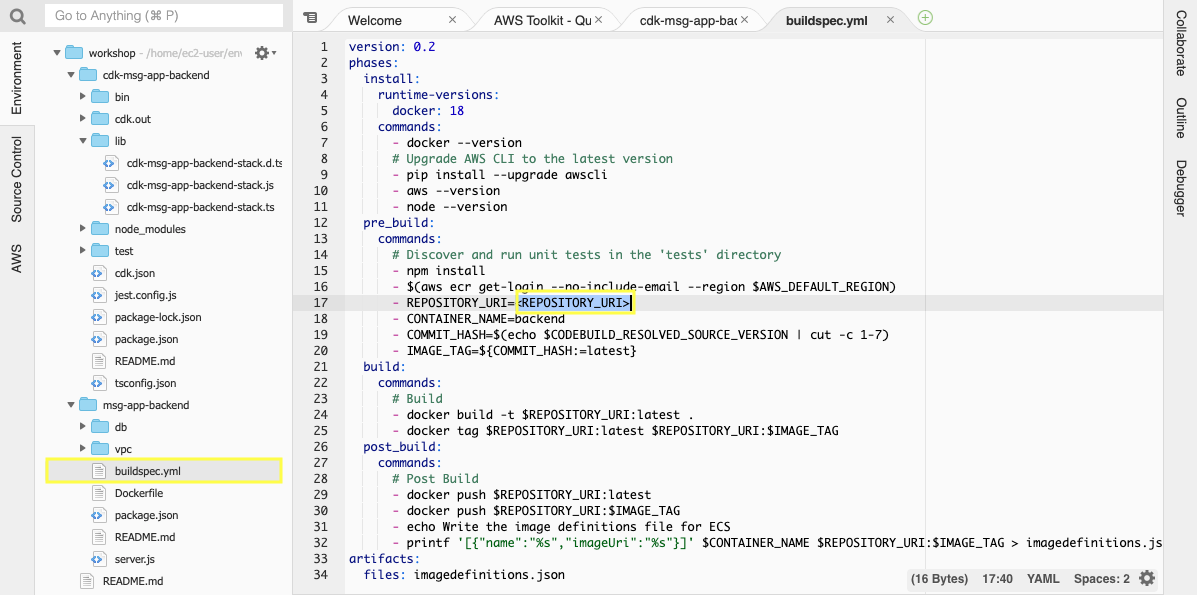 Go to Anything (⌘ P)
Welcome
AWS Toolkit - Qu
cdk-msg-app-bac
buildspec.yml
Environment
Source Control
AWS
workshop - /home/ec2-user/env
cdk-msg-app-backend
bin
cdk.out
lib
cdk-msg-app-backend-stack.d.ts
cdk-msg-app-backend-stack.js
cdk-msg-app-backend-stack.ts
node_modules
test
cdk.json
jest.config.js
package-lock.json
package.json
README.md
tsconfig.json
msg-app-backend
db
vpc
buildspec.yml
Dockerfile
package.json
README.md
server.js
README.md
1 version: 0.2
2 phases:
3 install:
4 runtime-versions:
5 docker: 18
6 commands:
7 - docker --version
8 # Upgrade AWS CLI to the latest version
9 - pip install --upgrade awscli
10 - aws --version
11 - node --version
12 pre_build:
13 commands:
14 # Discover and run unit tests in the 'tests' directory
15 - npm install
16 - $(aws ecr get-login --no-include-email --region $AWS_DEFAULT_REGION)
17 - REPOSITORY_URI=<REPOSITORY_URI>
18 - CONTAINER_NAME=backend
19 - COMMIT_HASH=$(echo $CODEBUILD_RESOLVED_SOURCE_VERSION | cut -c 1-7)
20 - IMAGE_TAG=${COMMIT_HASH:=latest}
21 build:
22 commands:
23 # Build
24 - docker build -t $REPOSITORY_URI:latest .
25 - docker tag $REPOSITORY_URI:latest $REPOSITORY_URI:$IMAGE_TAG
26 post_build:
27 commands:
28 # Post Build
29 - docker push $REPOSITORY_URI:latest
30 - docker push $REPOSITORY_URI:$IMAGE_TAG
31 - echo Write the image definitions file for ECS
32 - printf '[{"name":"%s","imageUri":"%s"}]' $CONTAINER_NAME $REPOSITORY_URI:$IMAGE_TAG > imagedefinitions.js
33 artifacts:
34 files: imagedefinitions.json
(16 Bytes) 17:40 YAML Spaces: 2
Collaborate
Outline
Debugger